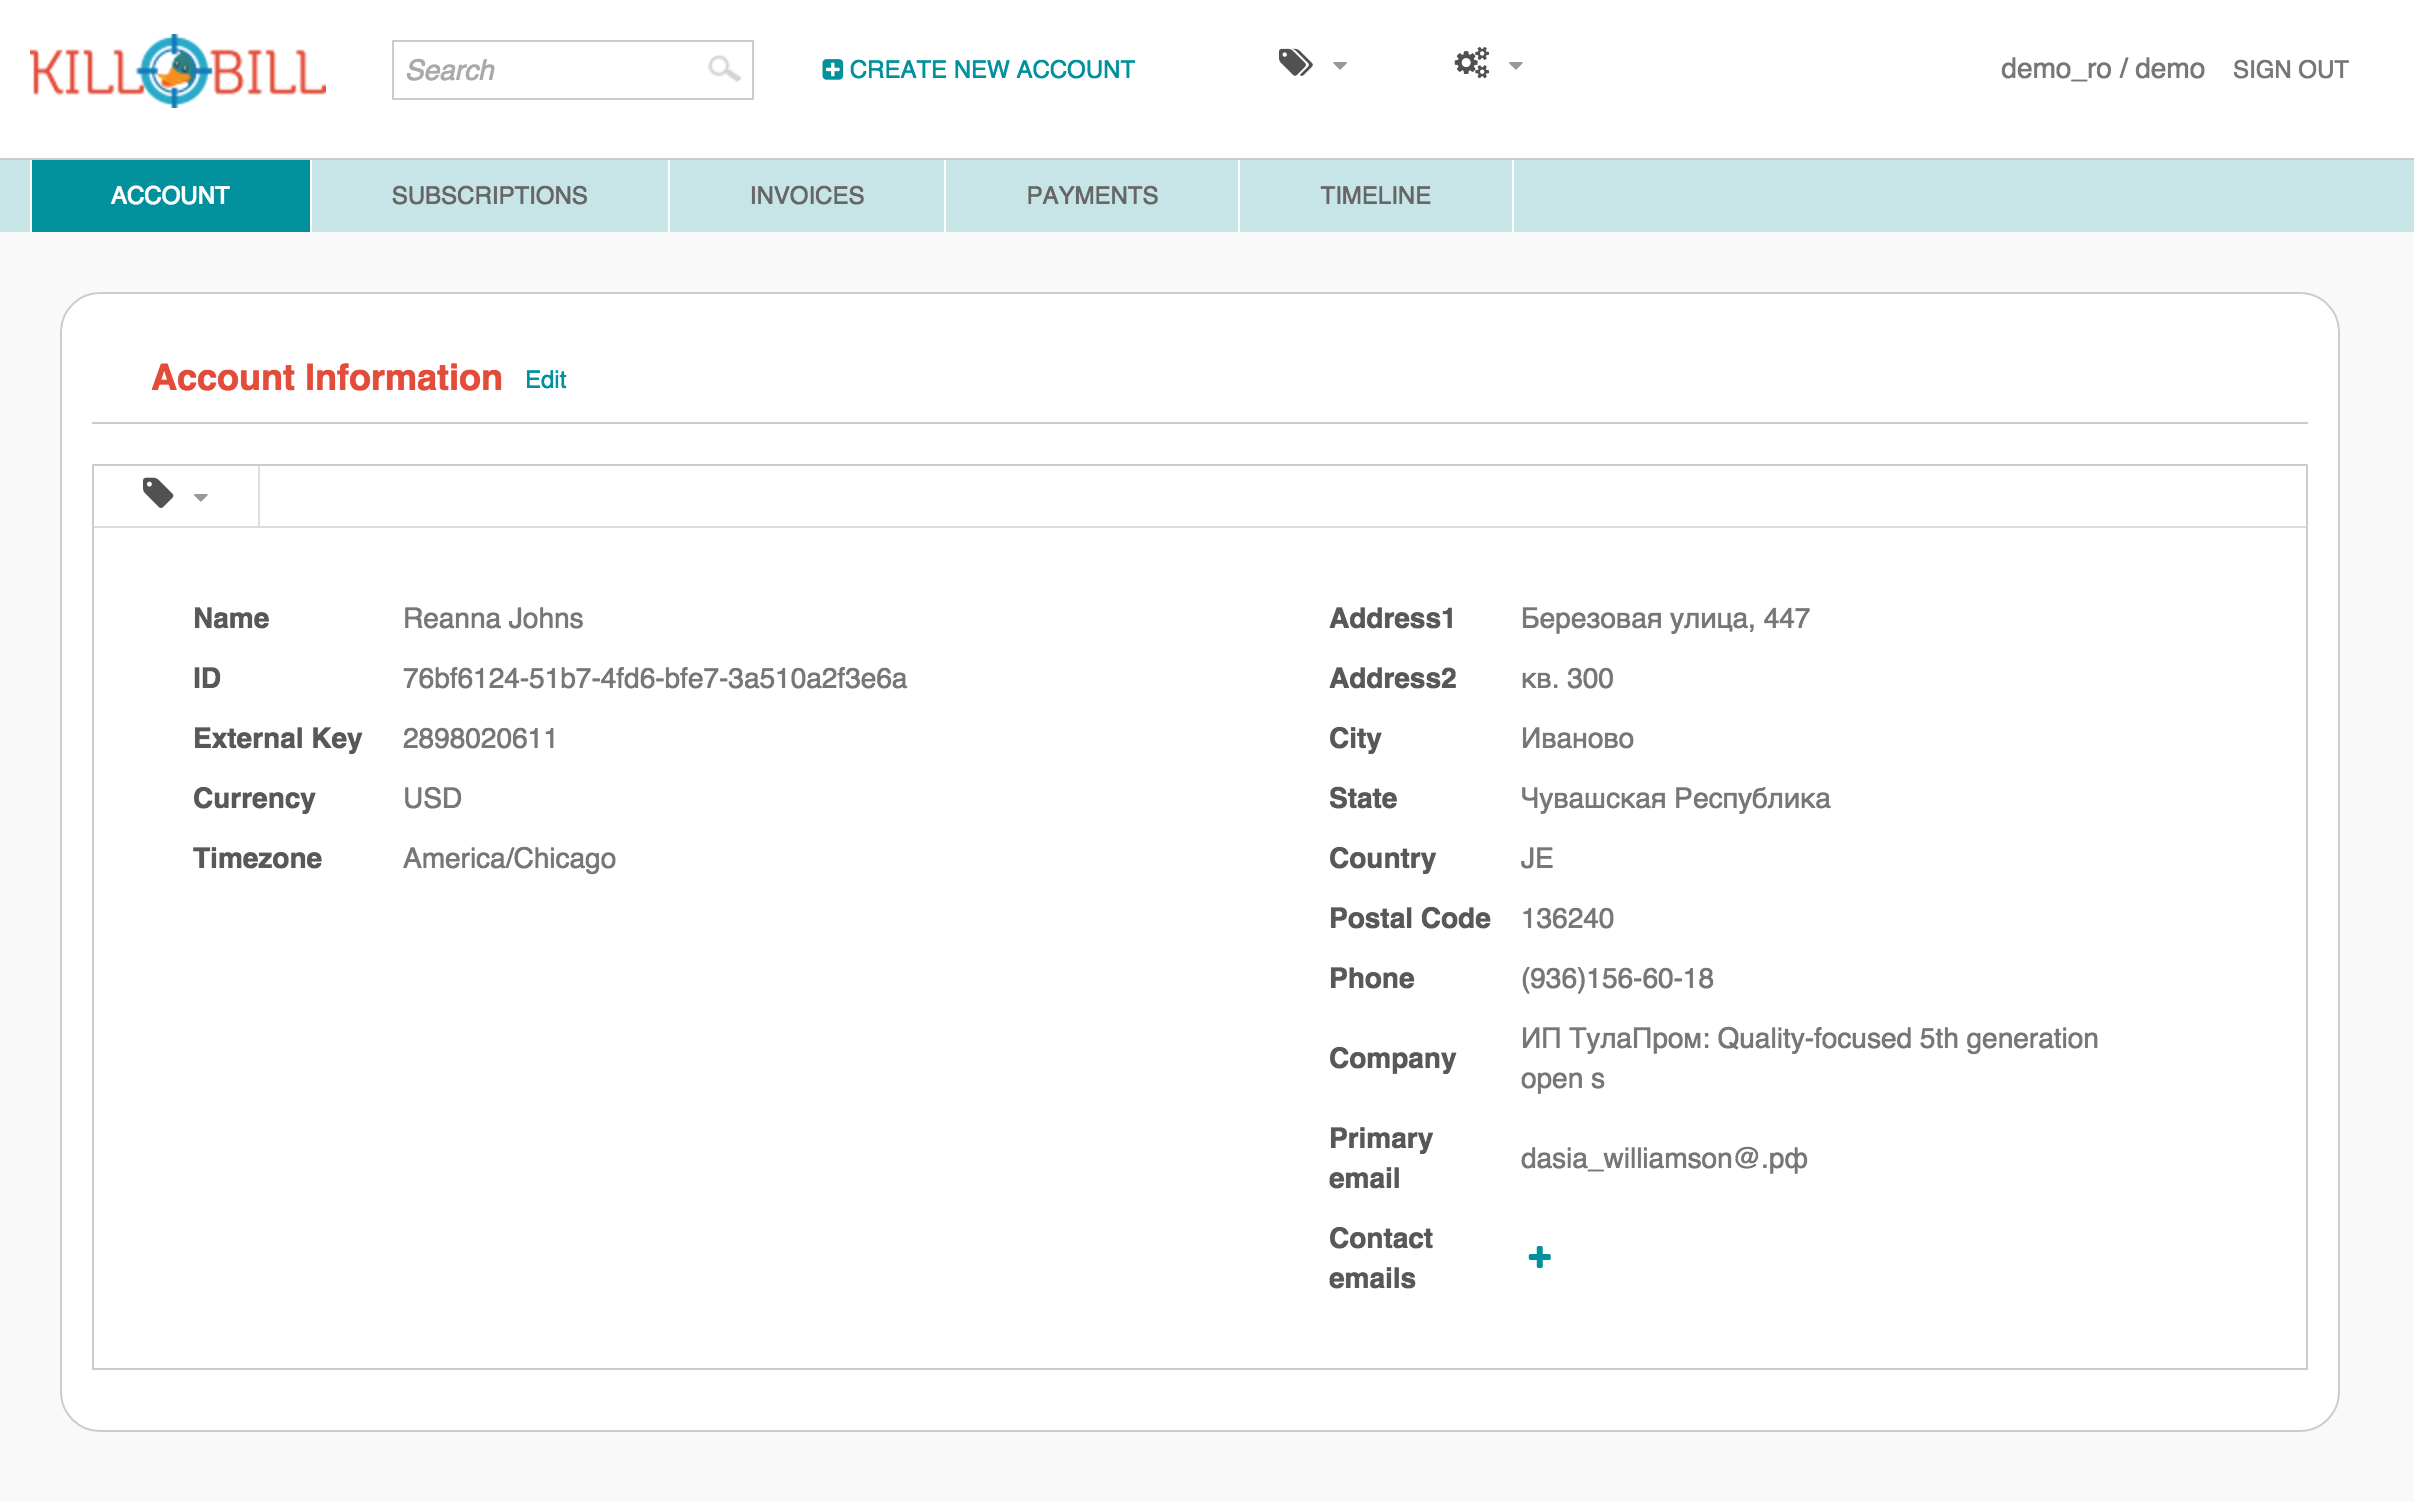 KILL BILL
Search
CREATE NEW ACCOUNT
demo_ro / demo
SIGN OUT
ACCOUNT
SUBSCRIPTIONS
INVOICES
PAYMENTS
TIMELINE
Account Information Edit
Name Reanna Johns
ID 76bf6124-51b7-4fd6-bfe7-3a510a2f3e6a
External Key 2898020611
Currency USD
Timezone America/Chicago
Address1 Березовая улица, 447
Address2 кв. 300
City Иваново
State Чувашская Республика
Country JE
Postal Code 136240
Phone (936)156-60-18
Company ИП ТулаПром: Quality-focused 5th generation
open s
Primary
email
dasia_williamson@.рф
Contact
emails